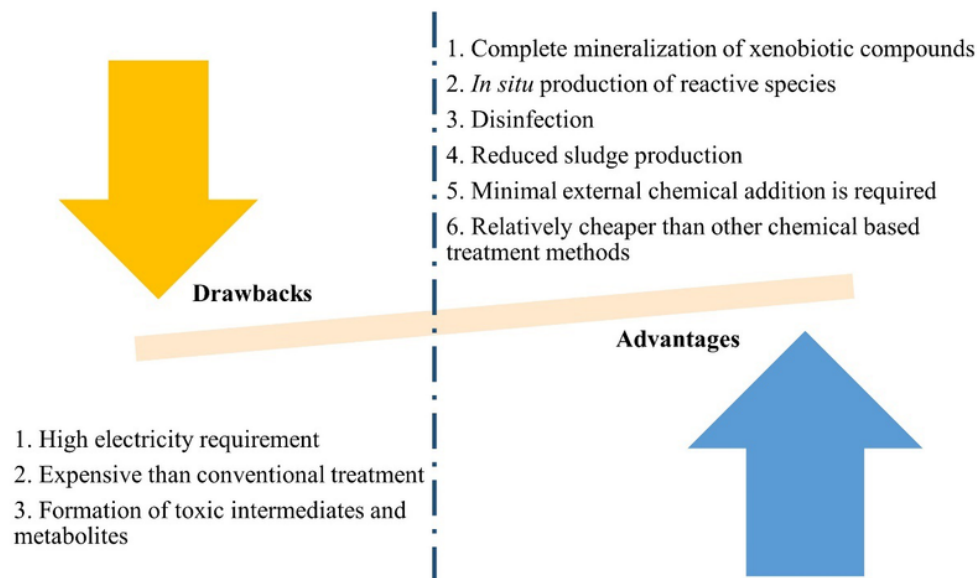 1. Complete mineralization of xenobiotic compounds
2. In situ production of reactive species
3. Disinfection
4. Reduced sludge production
5. Minimal external chemical addition is required
6. Relatively cheaper than other chemical based
treatment methods
Drawbacks
Advantages
1. High electricity requirement
2. Expensive than conventional treatment
3. Formation of toxic intermediates and
metabolites